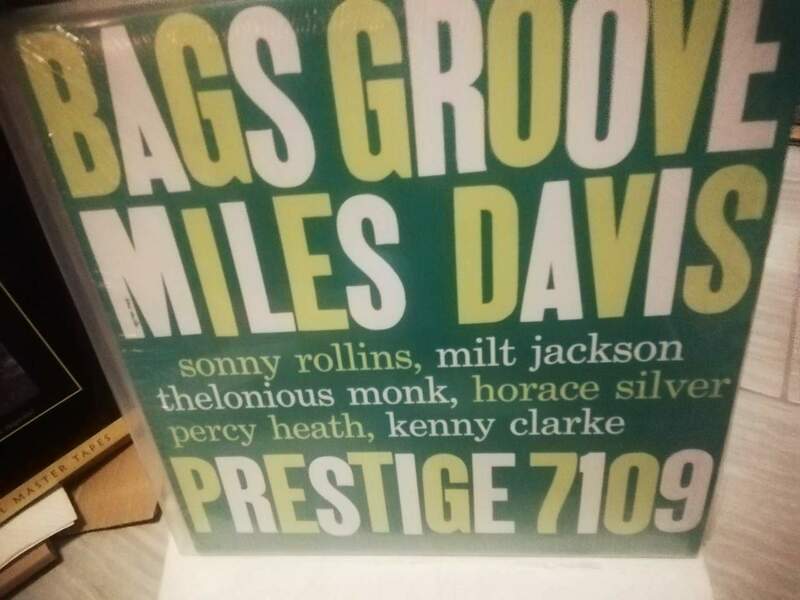 BAGS GROOVE
MILES DAVIS
sonny rollins, milt jackson
thelonious monk, horace silver
percy heath, kenny clarke
PRESTIGE 7109
L MASTER TAPES